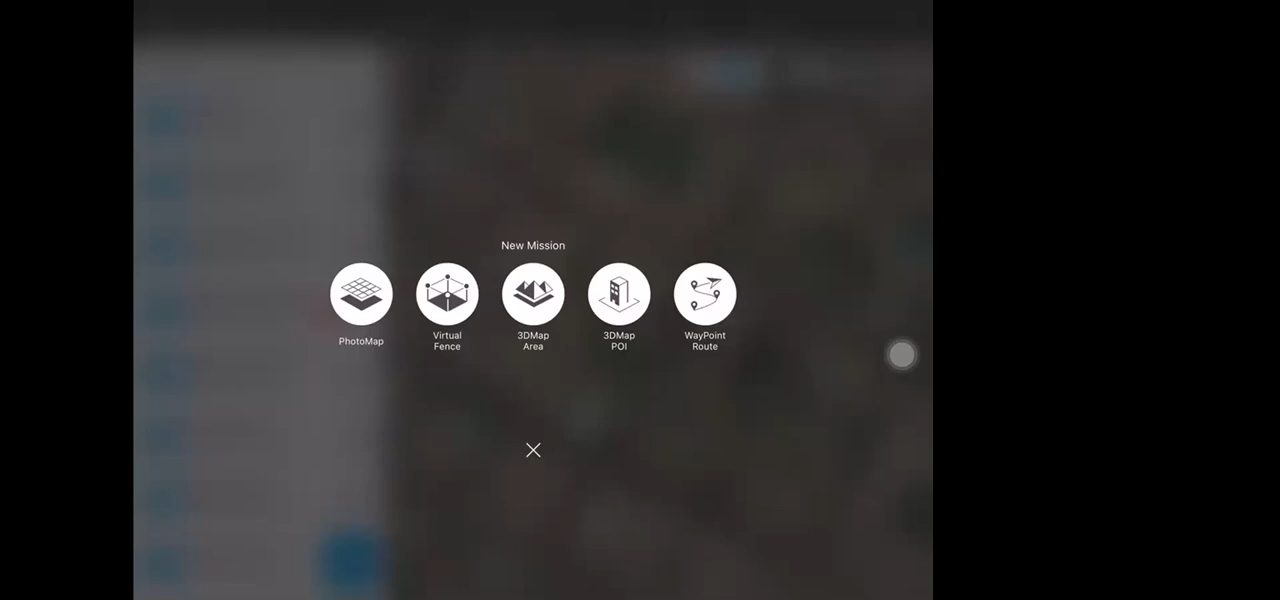 New Mission
PhotoMap
Virtual
Fence
3DMap
Area
3DMap
POI
WayPoint
Route